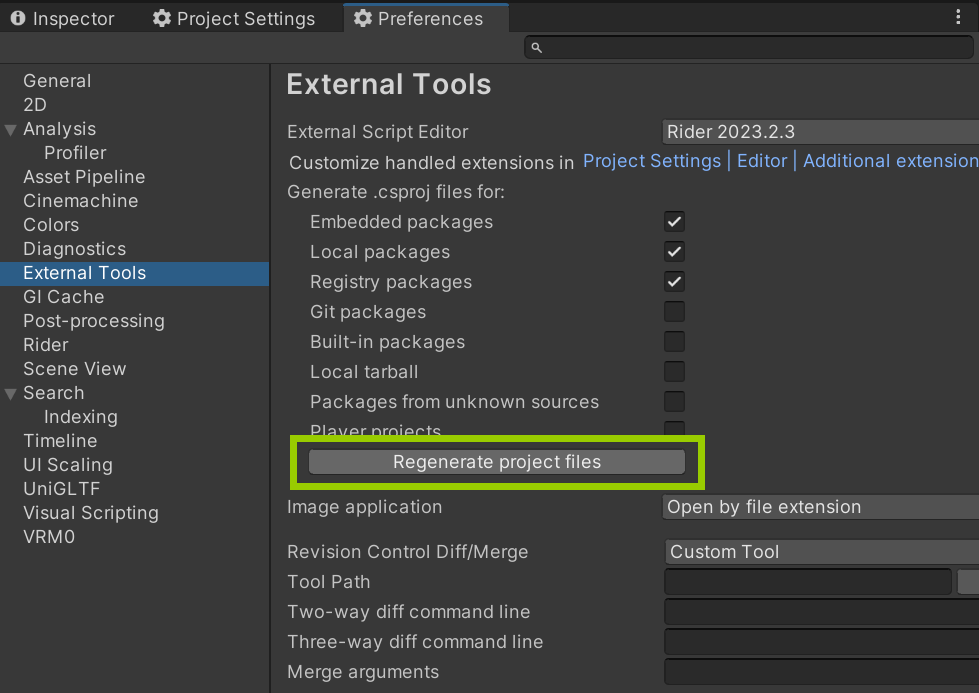 Inspector
Project Settings
Preferences
General
2D
Analysis
Profiler
Asset Pipeline
Cinemachine
Colors
Diagnostics
External Tools
GI Cache
Post-processing
Rider
Scene View
Search
Indexing
Timeline
UI Scaling
UniGLTF
Visual Scripting
VRM0
External Tools
External Script Editor Rider 2023.2.3
Customize handled extensions in Project Settings | Editor | Additional extension
Generate .csproj files for:
Embedded packages
Local packages
Registry packages
Git packages
Built-in packages
Local tarball
Packages from unknown sources
Player projects
Regenerate project files
Image application Open by file extension
Revision Control Diff/Merge Custom Tool
Tool Path
Two-way diff command line
Three-way diff command line
Merge arguments